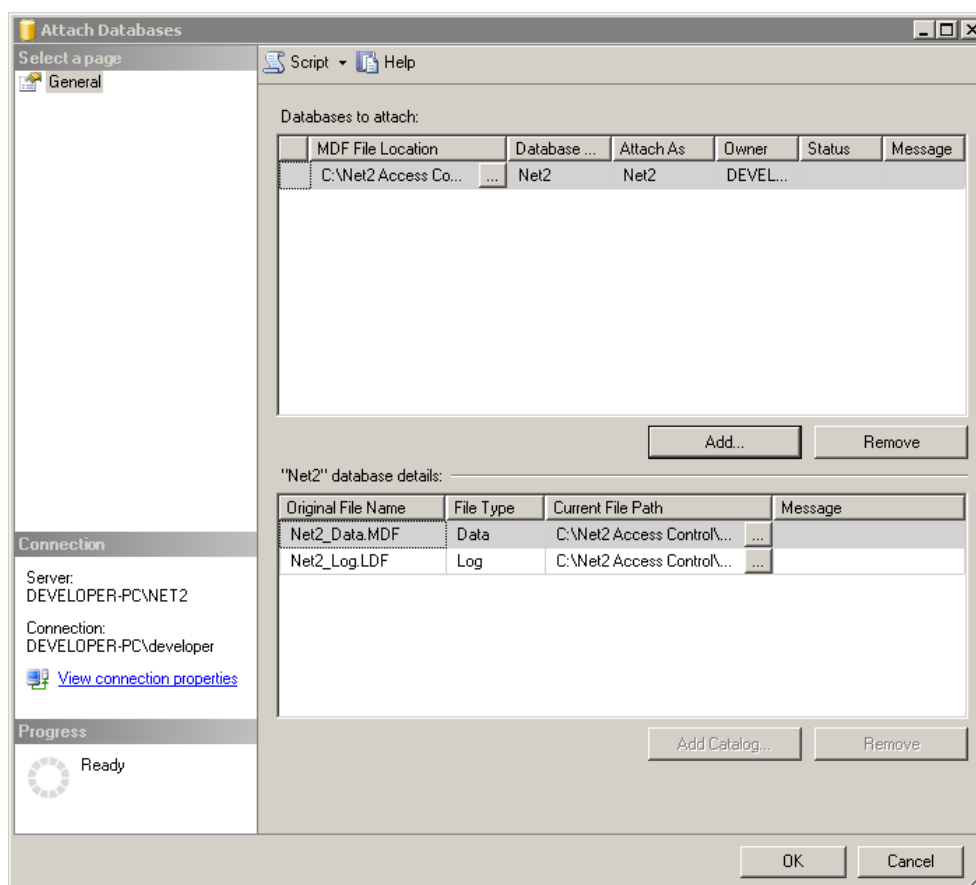 Attach Databases
Select a page
General
Script Help
Databases to attach:
MDF File Location Database ... Attach As Owner Status Message
C:\Net2 Access Co... ... Net2 Net2 DEVEL...
Add... Remove
"Net2" database details:
Original File Name File Type Current File Path Message
Net2_Data.MDF Data C:\Net2 Access Control\... ...
Net2_Log.LDF Log C:\Net2 Access Control\... ...
Connection
Server:
DEVELOPER-PC\NET2
Connection:
DEVELOPER-PC\developer
View connection properties
Progress
Ready
Add Catalog... Remove
OK Cancel